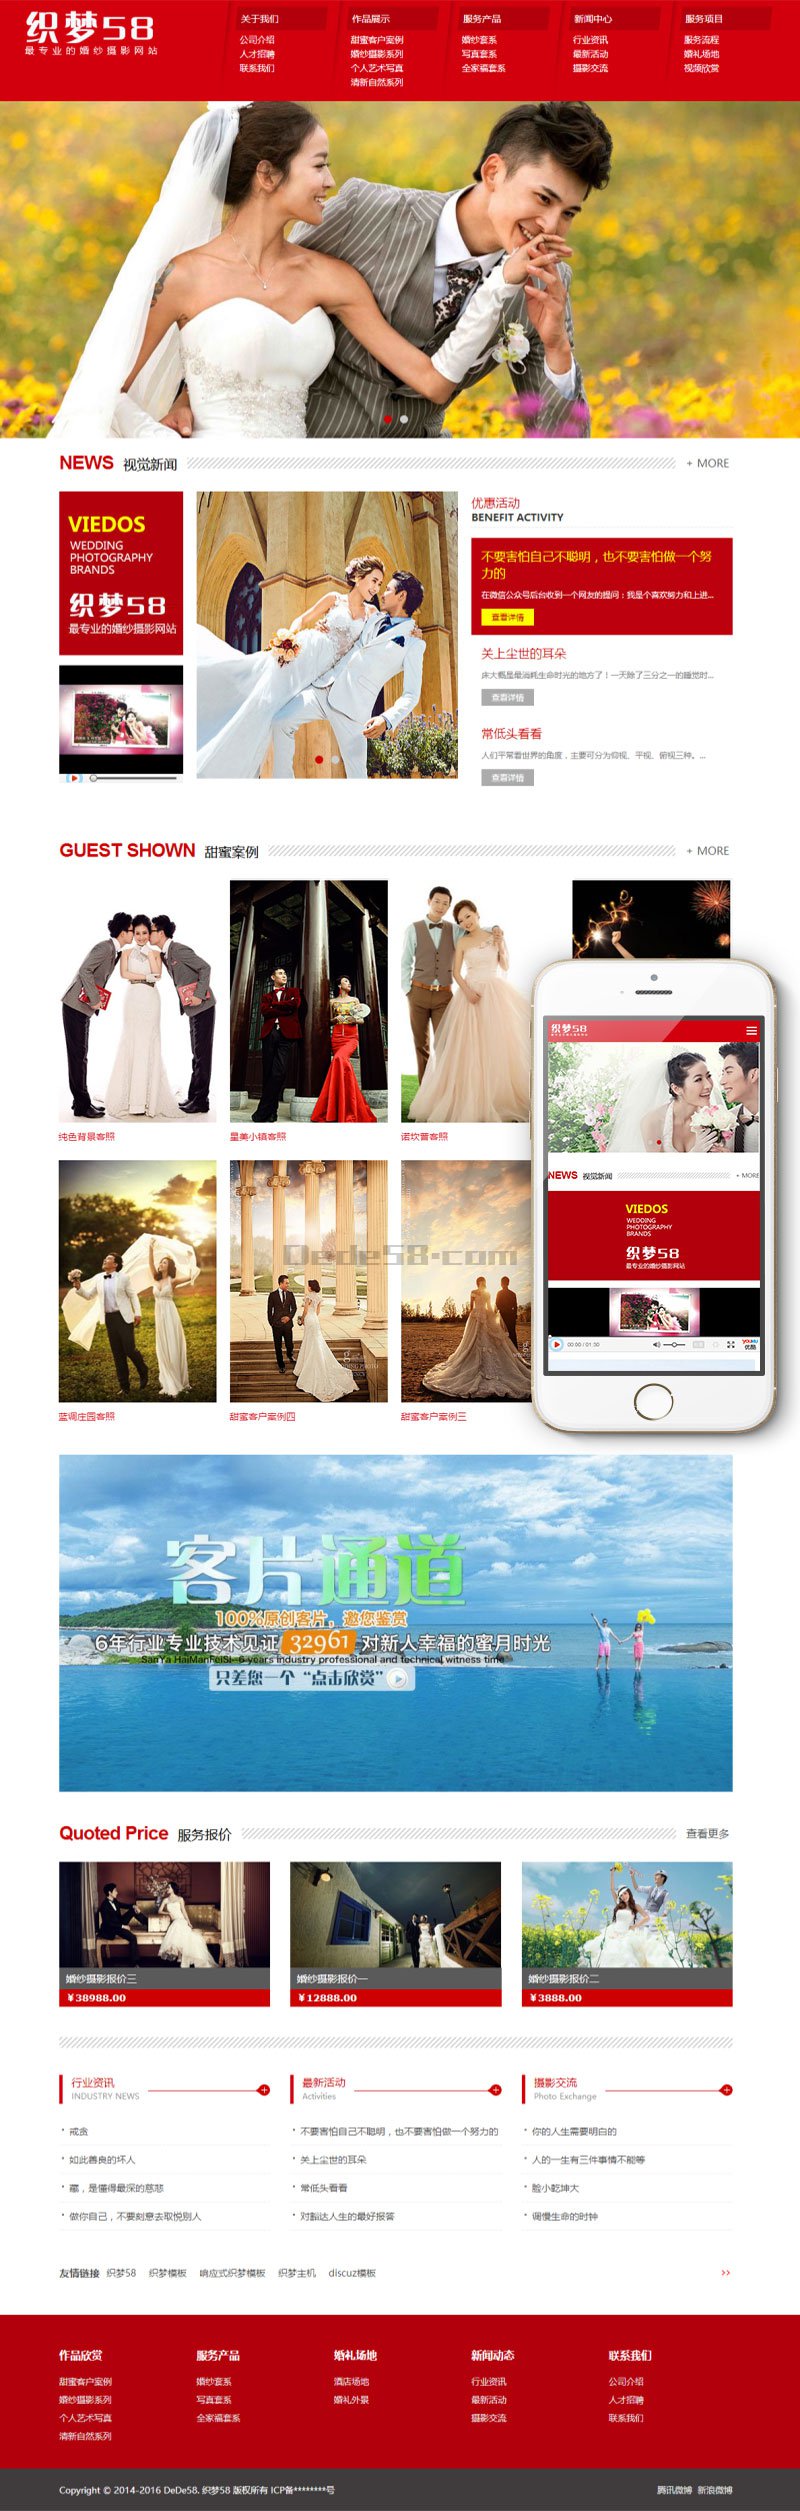 织梦58
最专业的婚纱摄影网站
关于我们
公司介绍
人才招聘
联系我们
作品展示
甜蜜客户案例
婚纱摄影系列
个人艺术写真
清新自然系列
服务产品
婚纱套系
写真套系
全家福套系
新闻中心
行业资讯
最新活动
摄影交流
服务项目
服务流程
婚礼场地
视频欣赏
NEWS 视觉新闻
+ MORE
VIEDOS
WEDDING
PHOTOGRAPHY
BRANDS
织梦58
最专业的婚纱摄影网站
优惠活动
BENEFIT ACTIVITY
不要害怕自己不聪明，也不要害怕做一个努
力的
在微信公众号后台收到一个网友的提问：我是个喜欢努力和上进...
查看详情
关上尘世的耳朵
床大概是最消耗生命时光的地方了！一天除了三分之一的睡觉时...
查看详情
常低头看看
人们平常看世界的角度，主要可分为仰视、平视、俯视三种。...
查看详情
GUEST SHOWN 甜蜜案例
+ MORE
纯色背景客照
皇美小镇客照
诺坎普客照
蓝调庄园客照
甜蜜客户案例四
甜蜜客户案例三
Dede58.com
织梦58
NEWS 视觉新闻
+ MORE
VIEDOS
WEDDING
PHOTOGRAPHY
BRANDS
织梦58
最专业的婚纱摄影网站
00:00 / 01:50
优酷
客片通道
100%原创客片，邀您鉴赏
6年行业专业技术见证 32961 对新人幸福的蜜月时光
SanYa HaiManFeiSi--6 years industry professional and technical witness time
只差您一个“点击欣赏”
Quoted Price 服务报价
查看更多
婚纱摄影报价三
¥38988.00
婚纱摄影报价一
¥12888.00
婚纱摄影报价二
¥3888.00
行业资讯
INDUSTRY NEWS
戒贪
如此善良的坏人
藏，是懂得最深的慈悲
做你自己，不要刻意去取悦别人
最新活动
Activities
不要害怕自己不聪明，也不要害怕做一个努力的
关上尘世的耳朵
常低头看看
对豁达人生的最好报答
摄影交流
Photo Exchange
你的人生需要明白的
人的一生有三件事情不能等
脸小乾坤大
调慢生命的时钟
友情链接 织梦58 织梦模板 响应式织梦模板 织梦主机 discuz模板
>>
作品欣赏
甜蜜客户案例
婚纱摄影系列
个人艺术写真
清新自然系列
服务产品
婚纱套系
写真套系
全家福套系
婚礼场地
酒店场地
婚礼外景
新闻动态
行业资讯
最新活动
摄影交流
联系我们
公司介绍
人才招聘
联系我们
Copyright © 2014-2016 DeDe58. 织梦58 版权所有 ICP备********号
腾讯微博 新浪微博